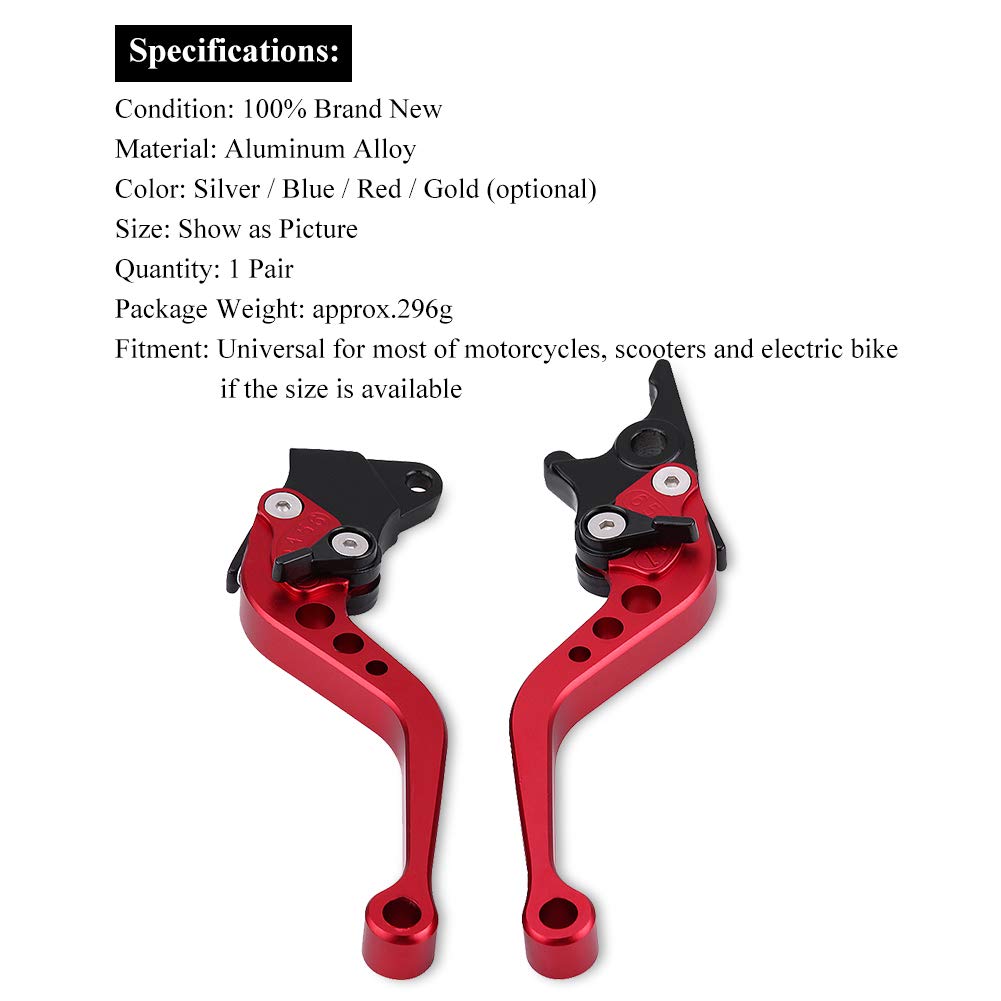 Specifications:
Condition: 100% Brand New
Material: Aluminum Alloy
Color: Silver / Blue / Red / Gold (optional)
Size: Show as Picture
Quantity: 1 Pair
Package Weight: approx.296g
Fitment: Universal for most of motorcycles, scooters and electric bike
if the size is available